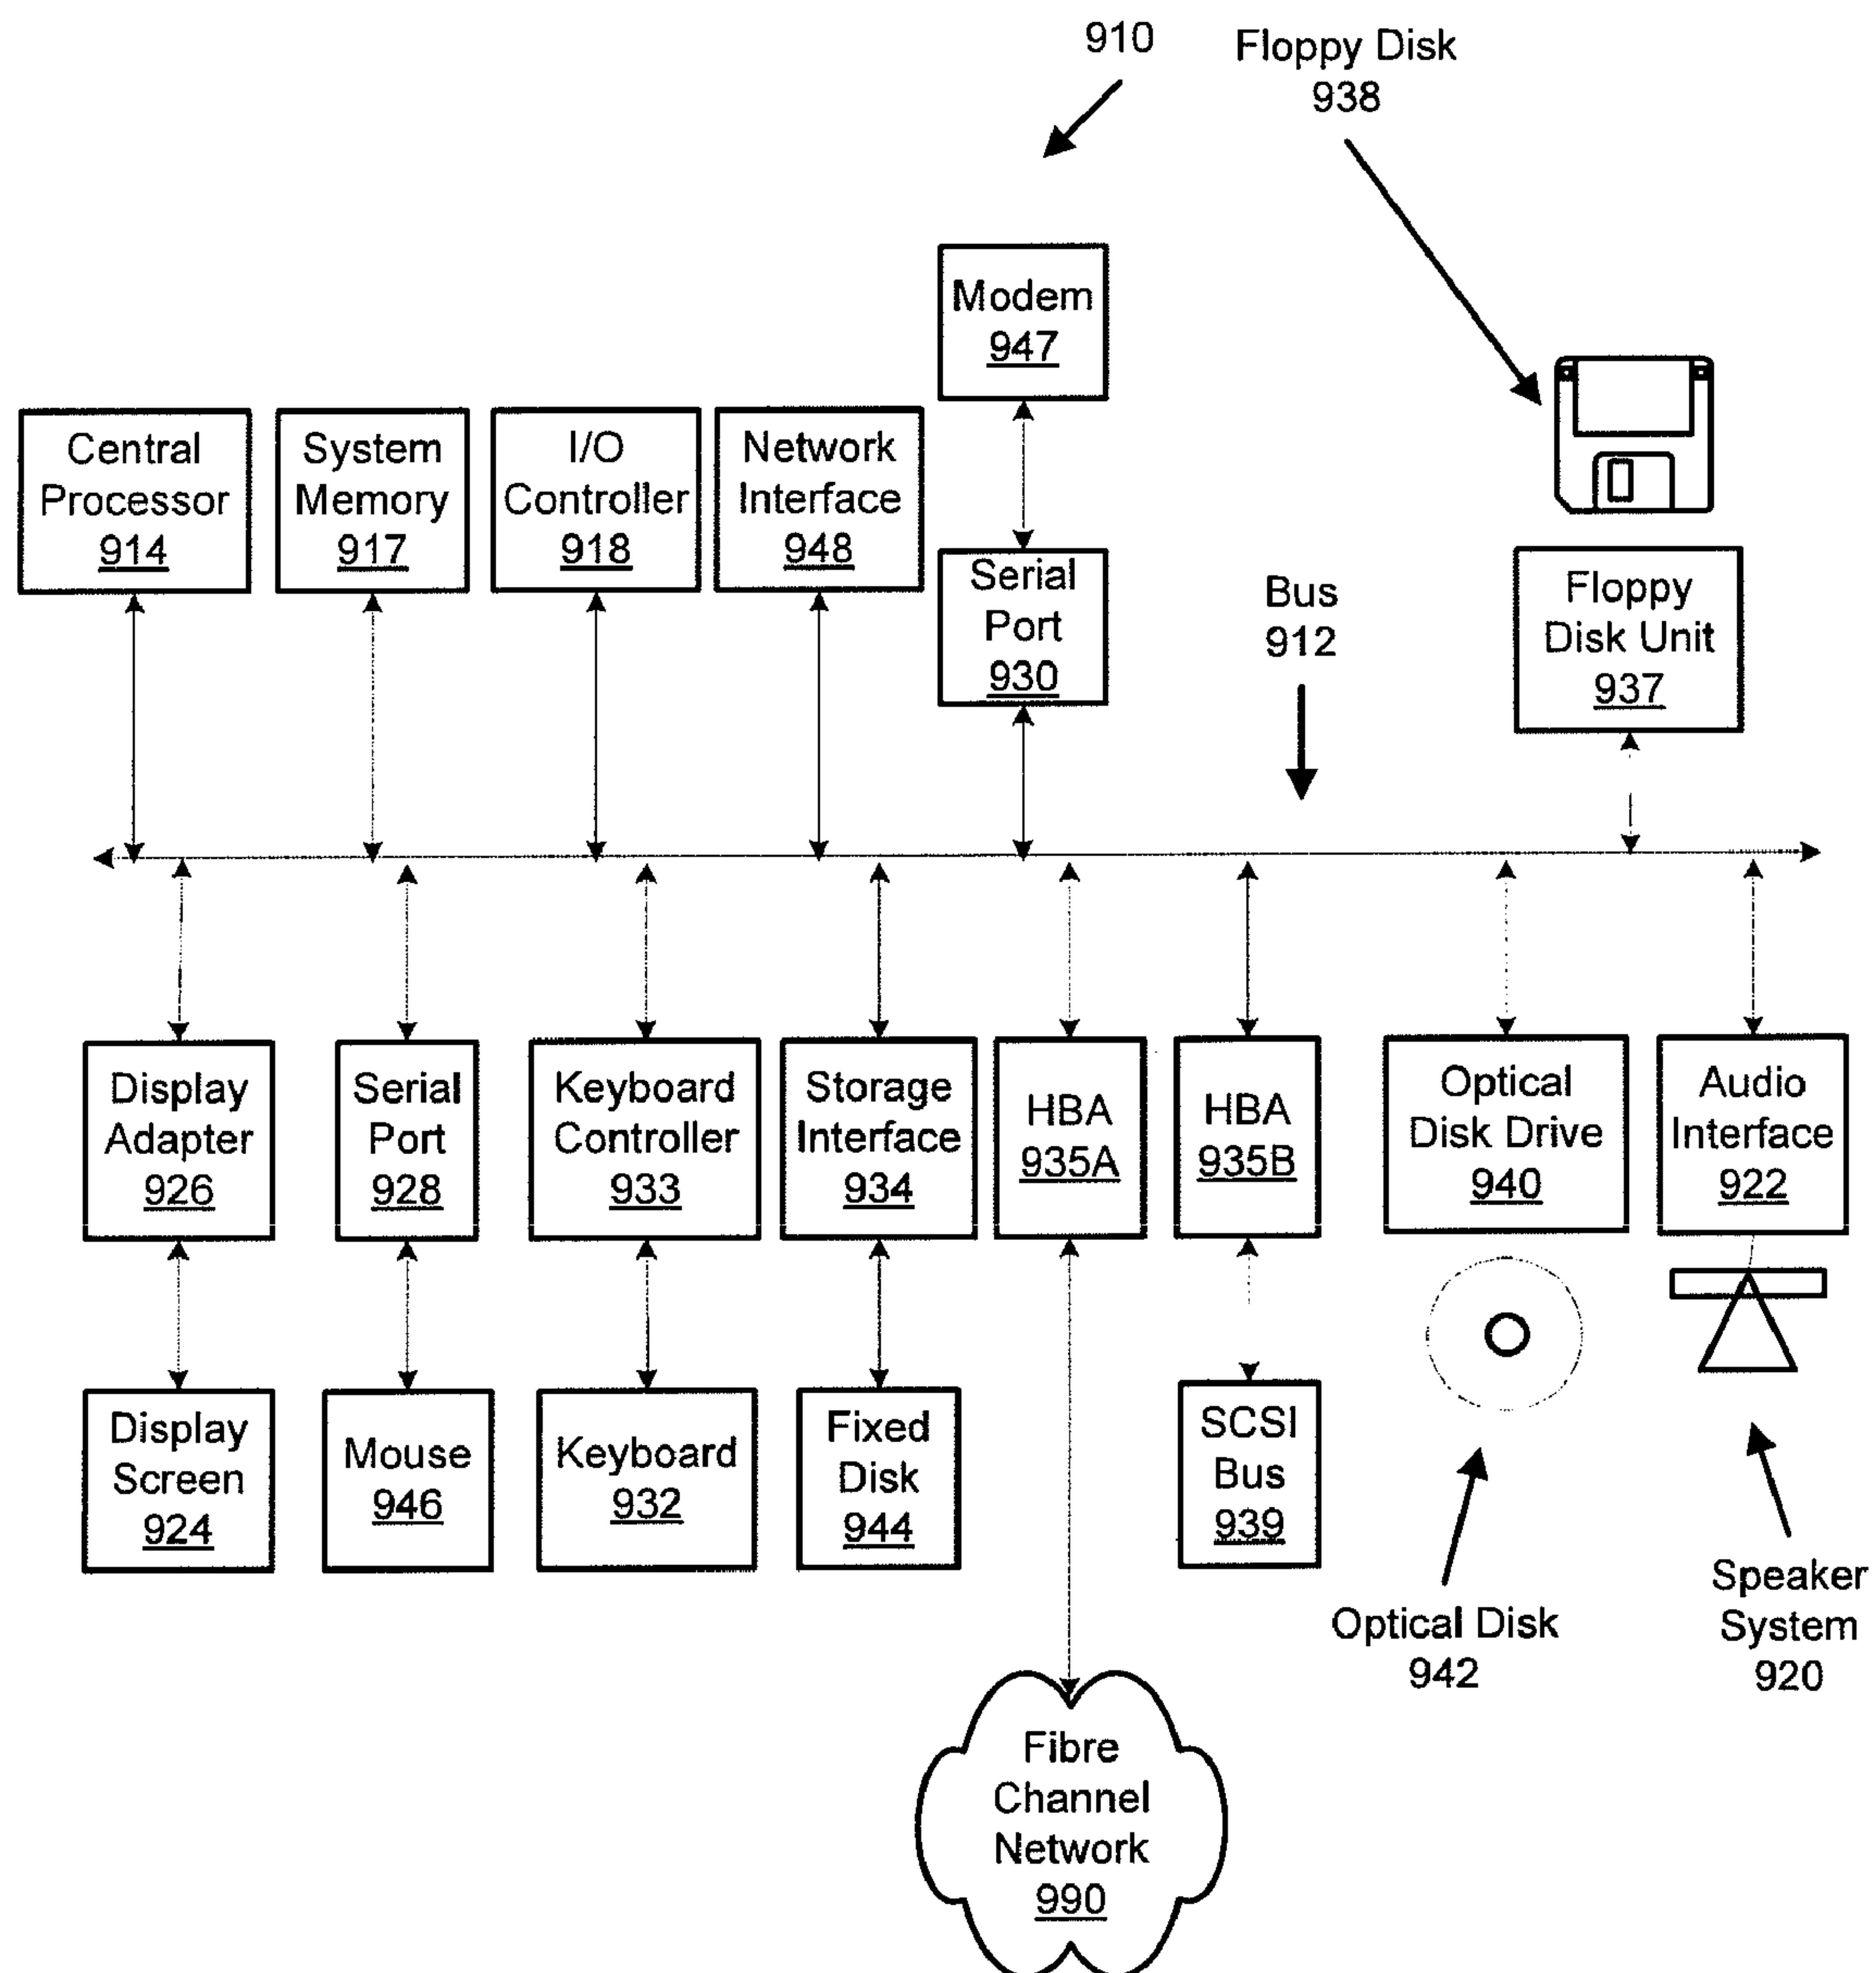 910
Floppy Disk
938
Modem
947
Central
Processor
914
System
Memory
917
I/O
Controller
918
Network
Interface
948
Serial
Port
930
Bus
912
Floppy
Disk Unit
937
Display
Adapter
926
Serial
Port
928
Keyboard
Controller
933
Storage
Interface
934
HBA
935A
HBA
935B
Optical
Disk Drive
940
Audio
Interface
922
Display
Screen
924
Mouse
946
Keyboard
932
Fixed
Disk
944
SCSI
Bus
939
Optical Disk
942
Speaker
System
920
Fibre
Channel
Network
990